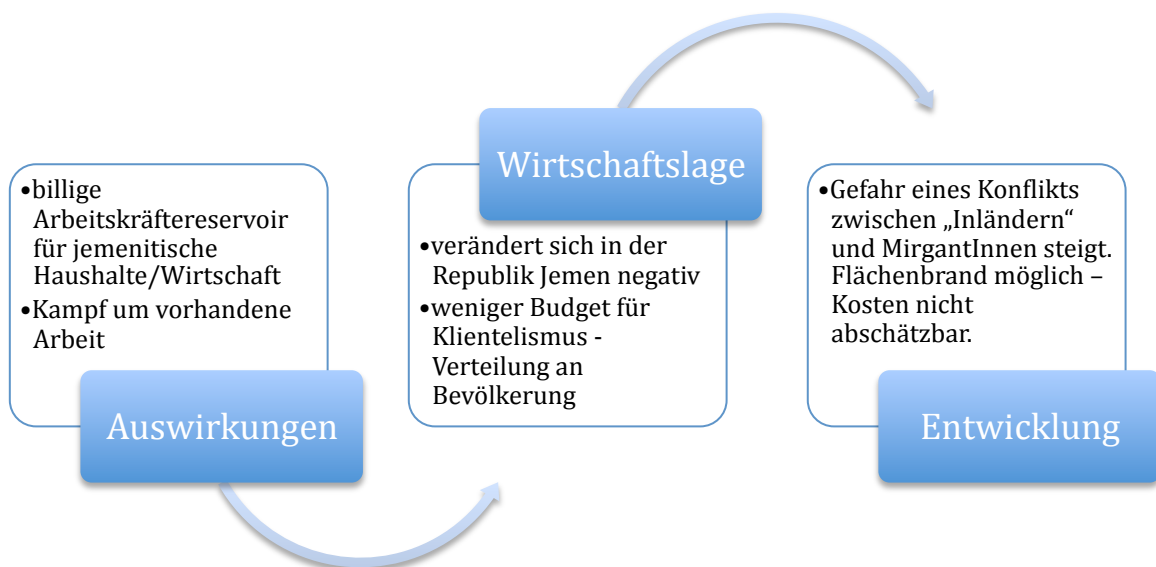 •billige
Arbeitskräftereservoir
für jemenitische
Haushalte/Wirtschaft
•Kampf um vorhandene
Arbeit
Auswirkungen
Wirtschaftslage
•verändert sich in der
Republik Jemen negativ
•weniger Budget für
Klientelismus -
Verteilung an
Bevölkerung
•Gefahr eines Konflikts
zwischen „Inländern“
und MirgantInnen steigt.
Flächenbrand möglich –
Kosten nicht
abschätzbar.
Entwicklung